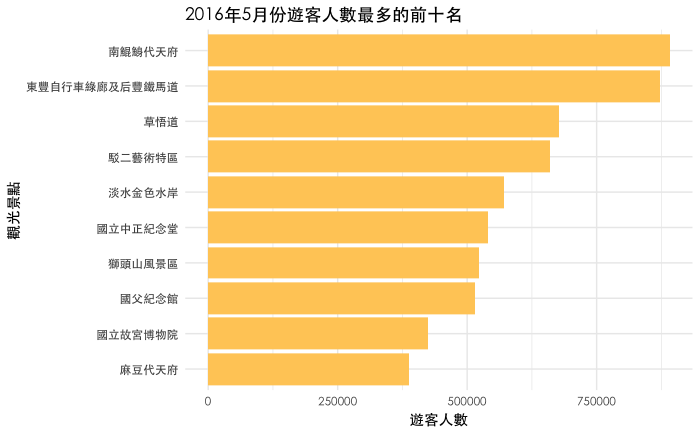 2016年5月份遊客人數最多的前十名
南鯤鯓代天府
東豐自行車綠廊及后豐鐵馬道
草悟道
駁二藝術特區
淡水金色水岸
國立中正紀念堂
獅頭山風景區
國父紀念館
國立故宮博物院
麻豆代天府
觀光景點
0 250000 500000 750000
遊客人數